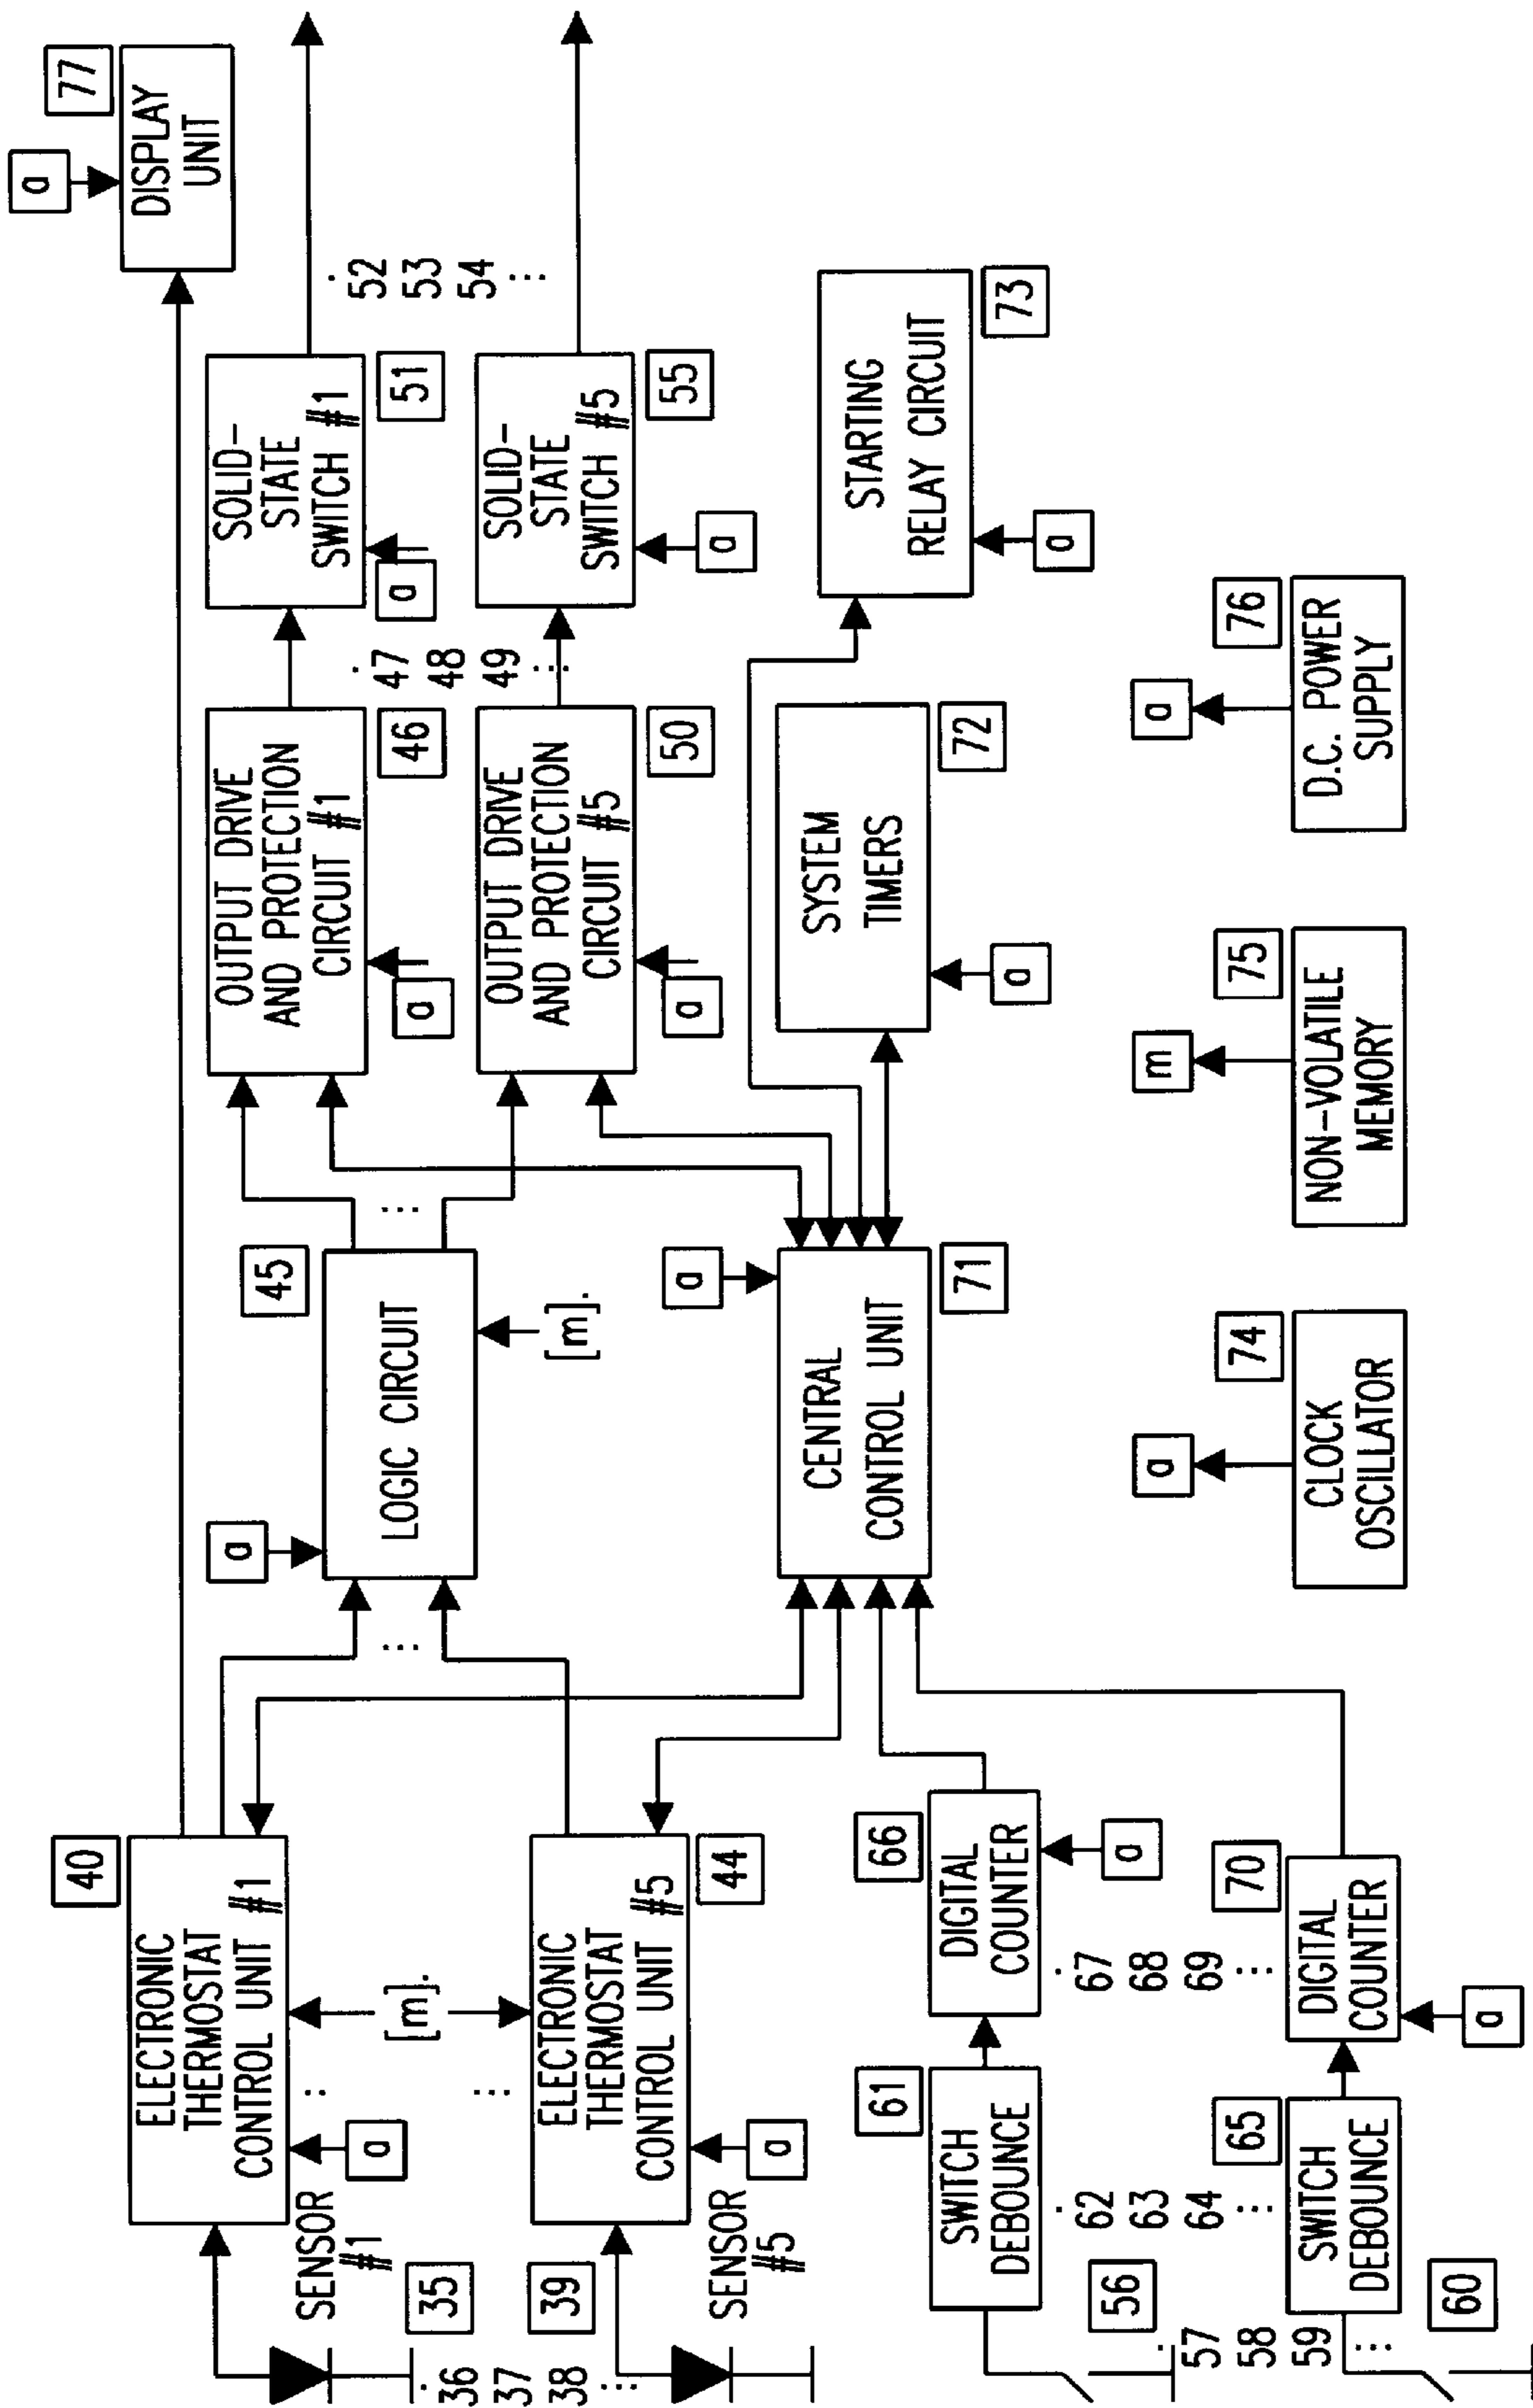 a
77
DISPLAY
UNIT
40
ELECTRONIC
THERMOSTAT
CONTROL UNIT #1
a
[m].
SENSOR
#1
35
36
37
38
39
ELECTRONIC
THERMOSTAT
CONTROL UNIT #5
44
a
SENSOR
#5
a
45
LOGIC CIRCUIT
[m].
OUTPUT DRIVE
AND PROTECTION
CIRCUIT #1
46
a
47
48
49
OUTPUT DRIVE
AND PROTECTION
CIRCUIT #5
50
a
SOLID-
STATE
SWITCH #1
51
a
52
53
54
SOLID-
STATE
SWITCH #5
55
a
56
57
58
59
60
61
SWITCH
DEBOUNCE
62
63
64
65
SWITCH
DEBOUNCE
66
DIGITAL
COUNTER
a
67
68
69
70
DIGITAL
COUNTER
a
a
CENTRAL
CONTROL UNIT
71
SYSTEM
TIMERS
72
a
STARTING
RELAY CIRCUIT
73
a
a
74
CLOCK
OSCILLATOR
m
75
NON-VOLATILE
MEMORY
a
76
D.C. POWER
SUPPLY